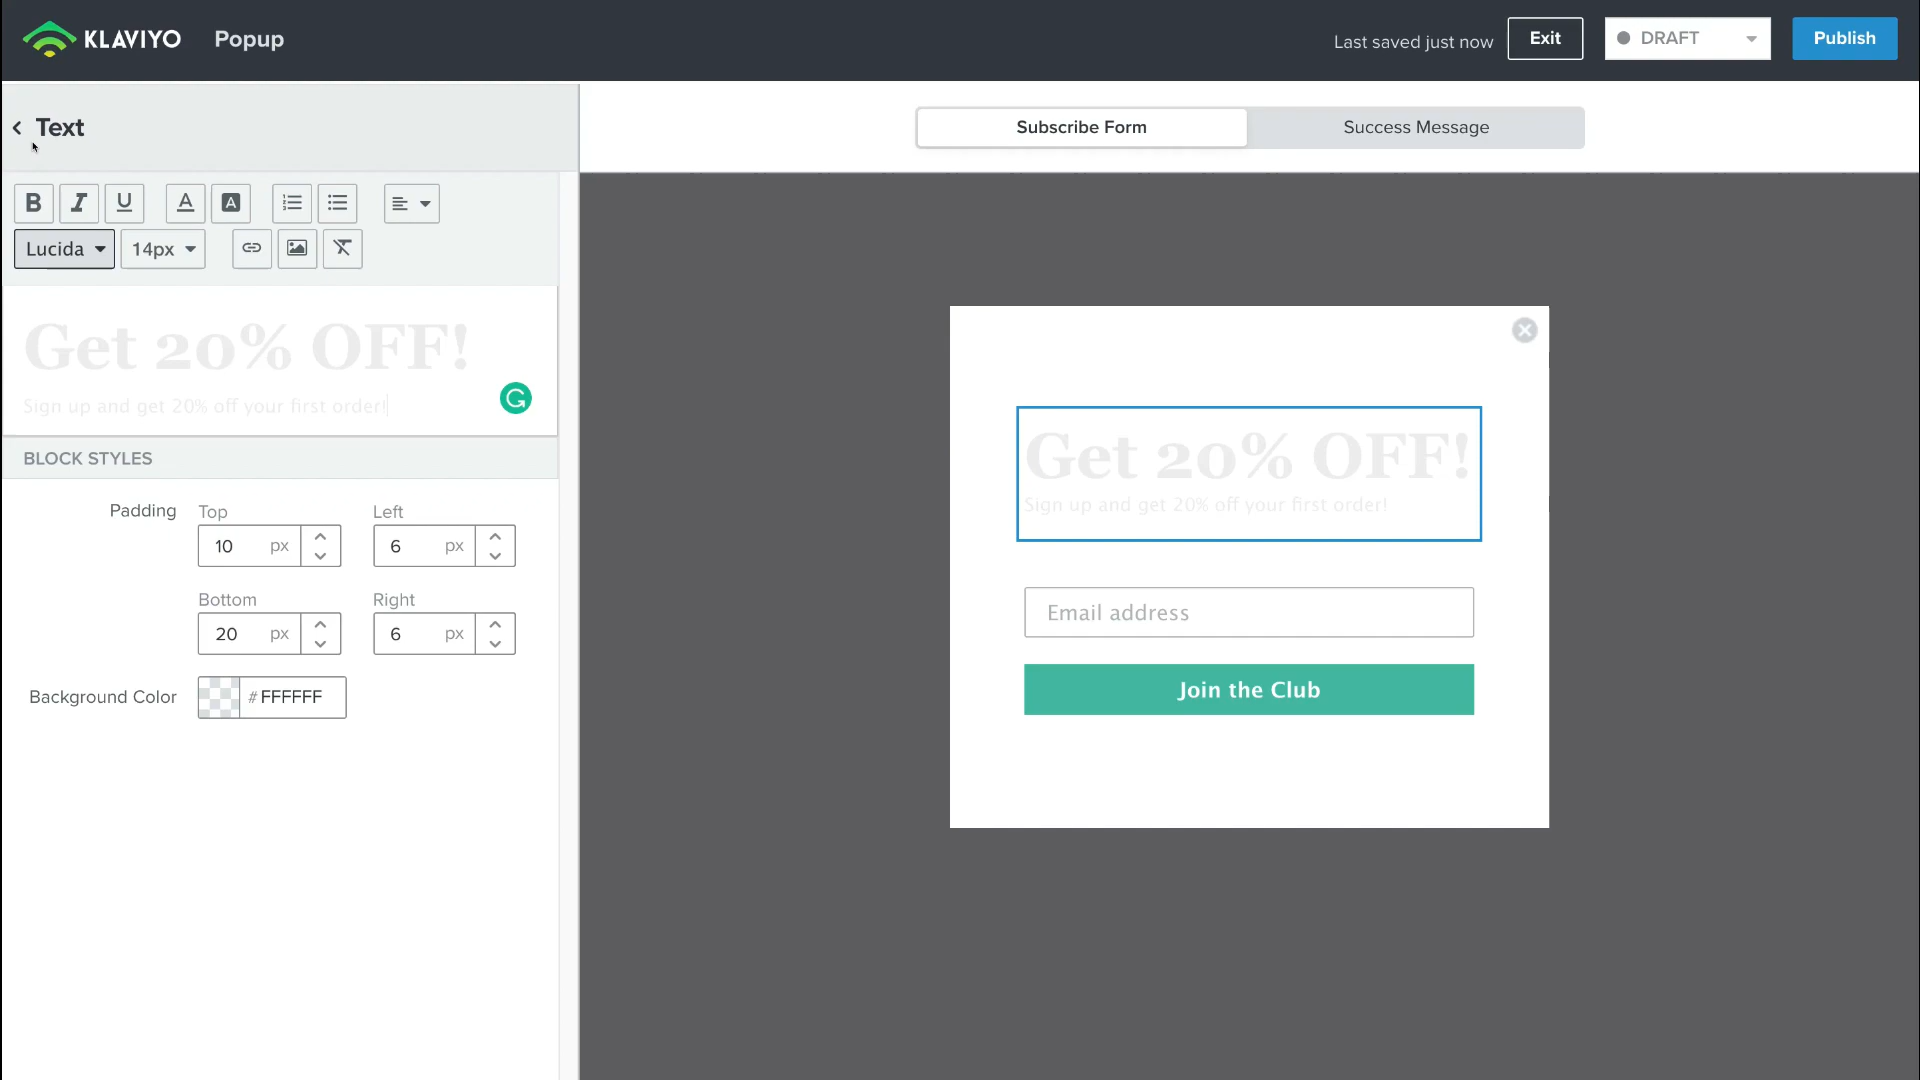 KLAVIYO Popup
Last saved just now Exit DRAFT Publish
Text
Subscribe Form Success Message
B I U A A
Lucida 14px
Get 20% OFF!
Sign up and get 20% off your first order!
BLOCK STYLES
Padding Top Left
10 px 6 px
Bottom Right
20 px 6 px
Background Color # FFFFFF
Get 20% OFF!
Sign up and get 20% off your first order!
Email address
Join the Club